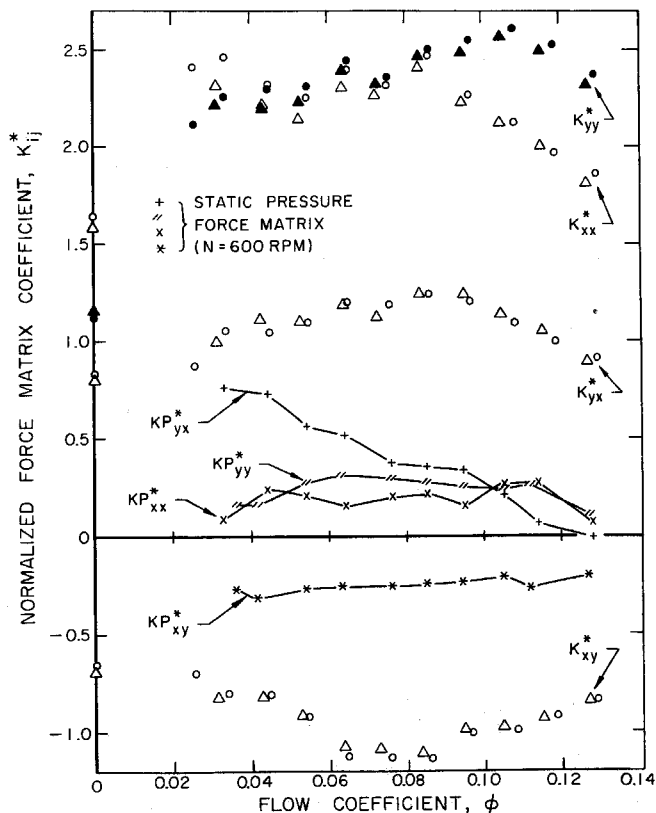 2.5
2.0
1.5
1.0
0.5
0
-0.5
-1.0
NORMALIZED FORCE MATRIX COEFFICIENT, K*ij
0
0.02
0.04
0.06
0.08
0.10
0.12
0.14
FLOW COEFFICIENT, ϕ
+ STATIC PRESSURE
// FORCE MATRIX
x (N = 600 RPM)
*
K*yy
K*xx
K*yx
KP*yx
KP*yy
KP*xx
KP*xy
K*xy